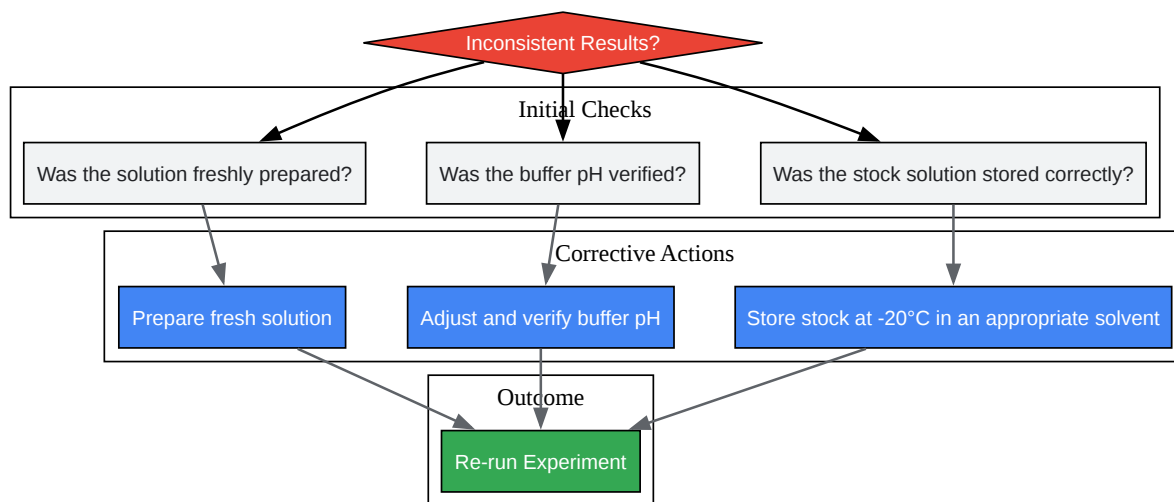 Inconsistent Results?
Initial Checks
Was the solution freshly prepared?
Was the buffer pH verified?
Was the stock solution stored correctly?
Corrective Actions
Prepare fresh solution
Adjust and verify buffer pH
Store stock at -20°C in an appropriate solvent
Outcome
Re-run Experiment